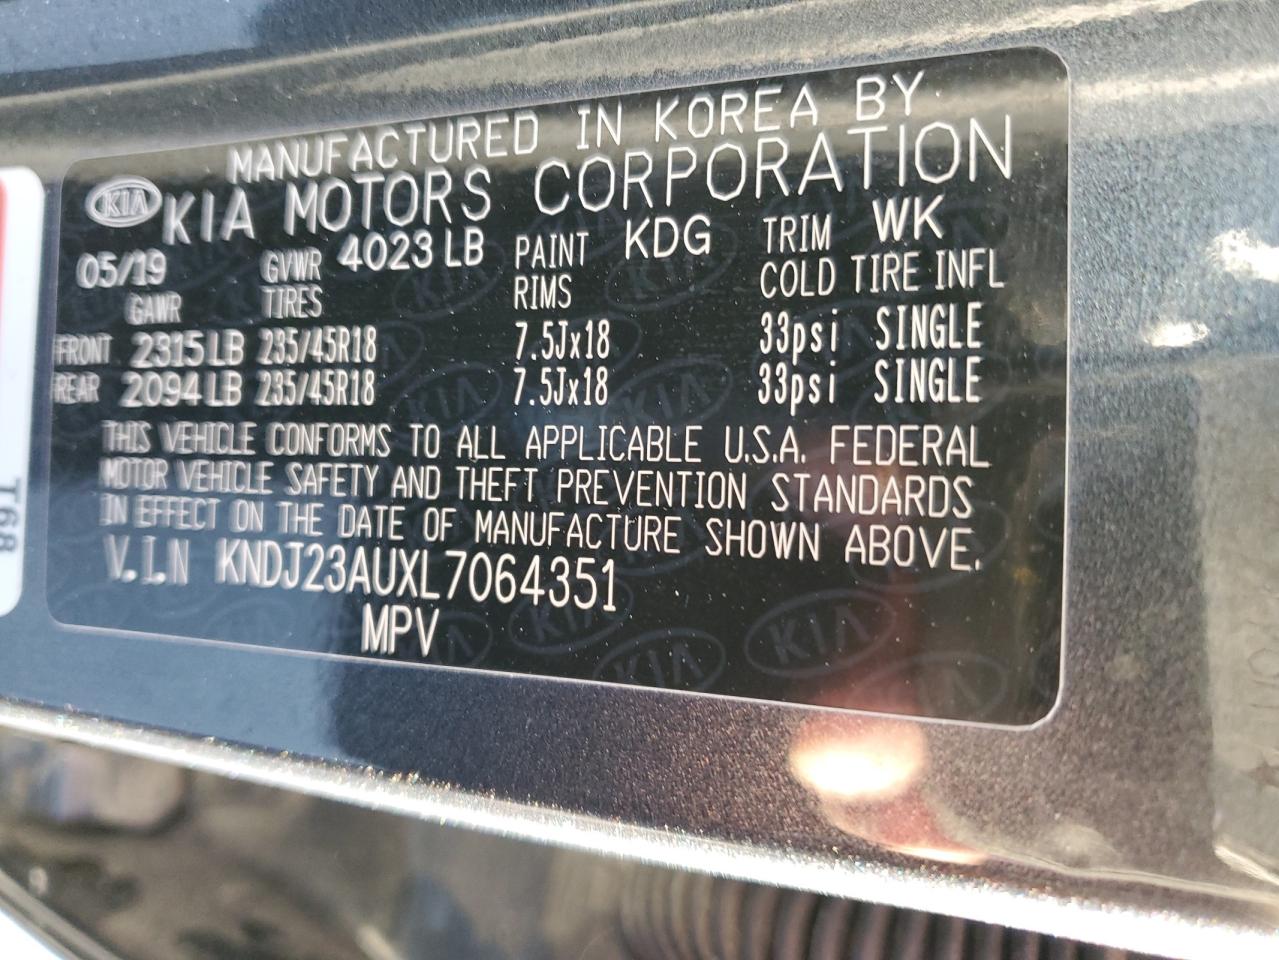 MANUFACTURED IN KOREA BY
KIA KIA MOTORS CORPORATION
05/19 GVWR 4023 LB PAINT KDG TRIM WK
GAWR TIRES RIMS COLD TIRE INFL
FRONT 2315 LB 235/45R18 7.5Jx18 33psi SINGLE
REAR 2094 LB 235/45R18 7.5Jx18 33psi SINGLE
THIS VEHICLE CONFORMS TO ALL APPLICABLE U.S.A. FEDERAL
MOTOR VEHICLE SAFETY AND THEFT PREVENTION STANDARDS
IN EFFECT ON THE DATE OF MANUFACTURE SHOWN ABOVE.
V.I.N KNDJ23AUXL7064351
MPV